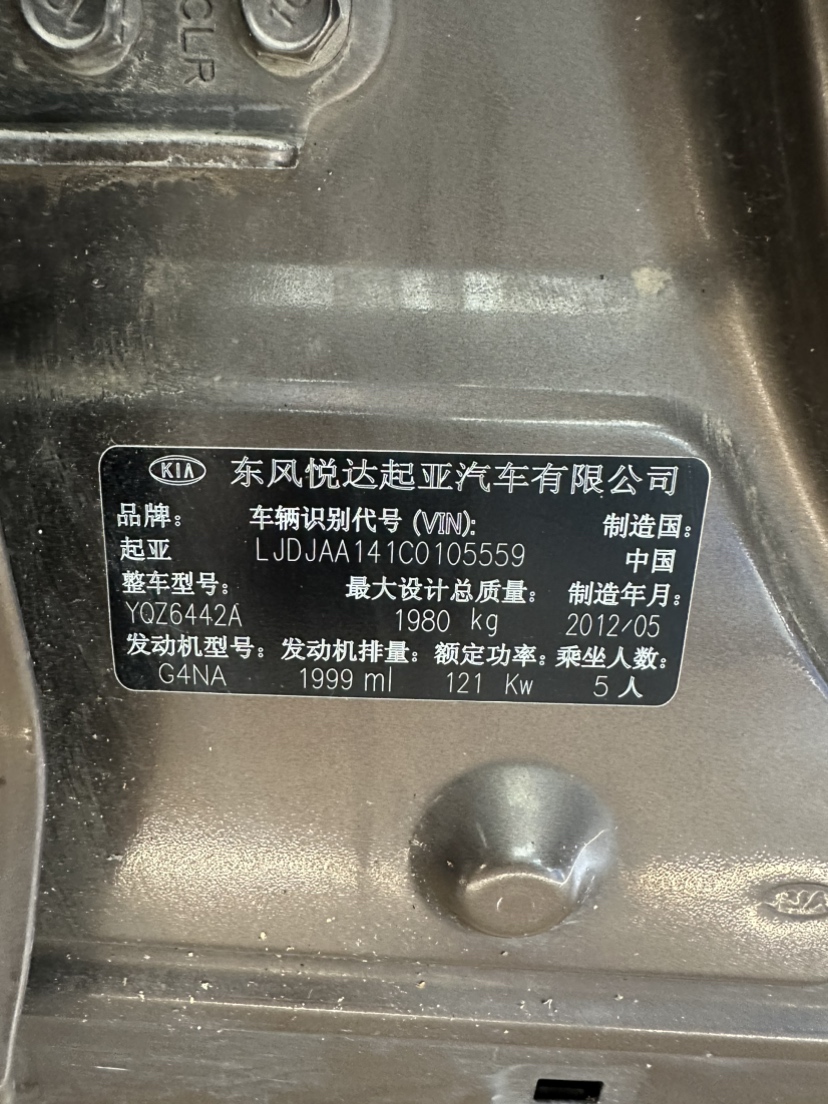 CLR
KIA 东风悦达起亚汽车有限公司
品牌: 车辆识别代号 (VIN): 制造国:
起亚 LJDJAA141C0105559 中国
整车型号: 最大设计总质量: 制造年月:
YQZ6442A 1980 kg 2012/05
发动机型号: 发动机排量: 额定功率: 乘坐人数:
G4NA 1999 ml 121 Kw 5 人